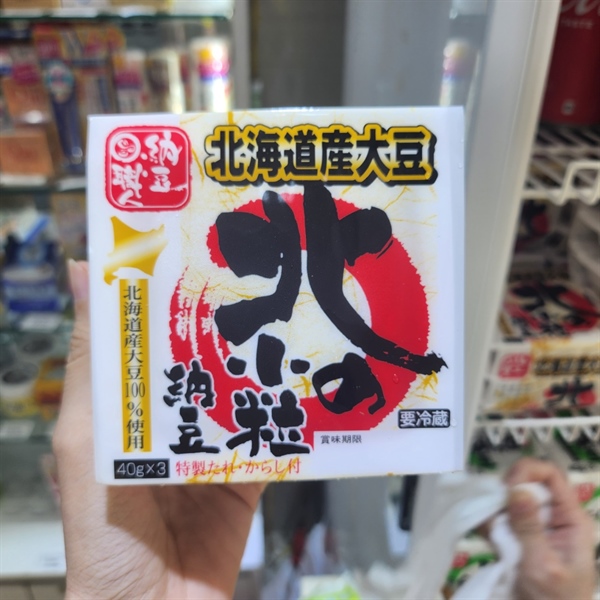 納豆職人
北海道産大豆
北の小粒
納豆
北海道産大豆100%使用
賞味期限
要冷蔵
40g×3
特製たれ・からし付